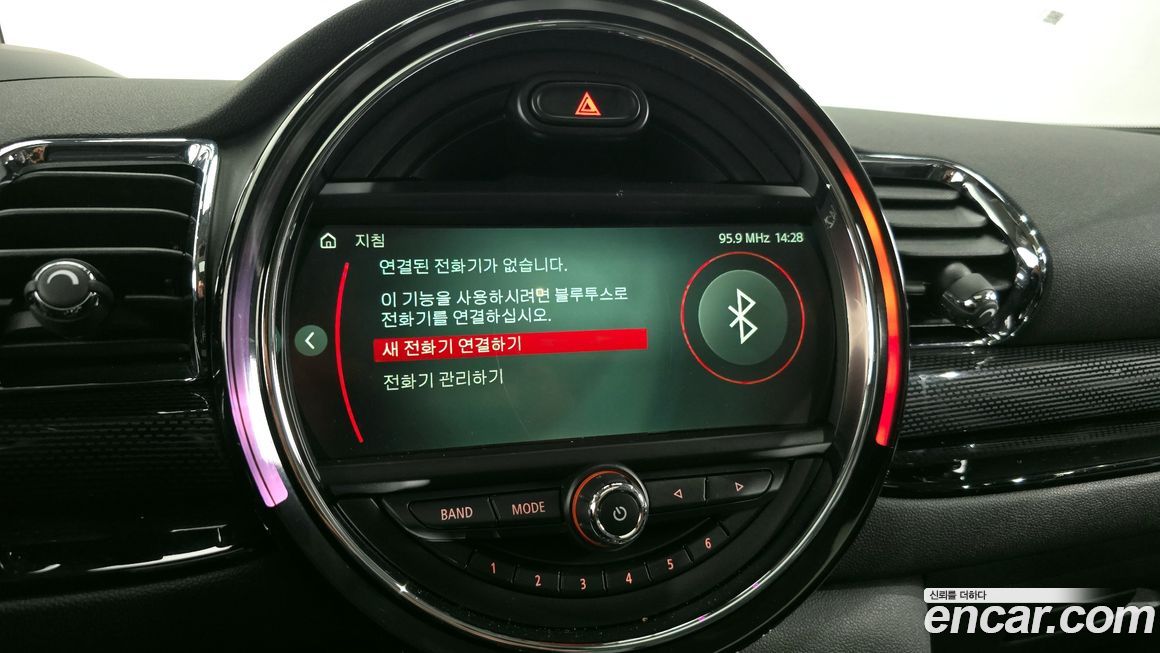 지침
95.9 MHz 14:28
연결된 전화기가 없습니다.
이 기능을 사용하시려면 블루투스로
전화기를 연결하십시오.
새 전화기 연결하기
전화기 관리하기
BAND
MODE
1
2
3
4
5
6
신뢰를 더하다
encar.com